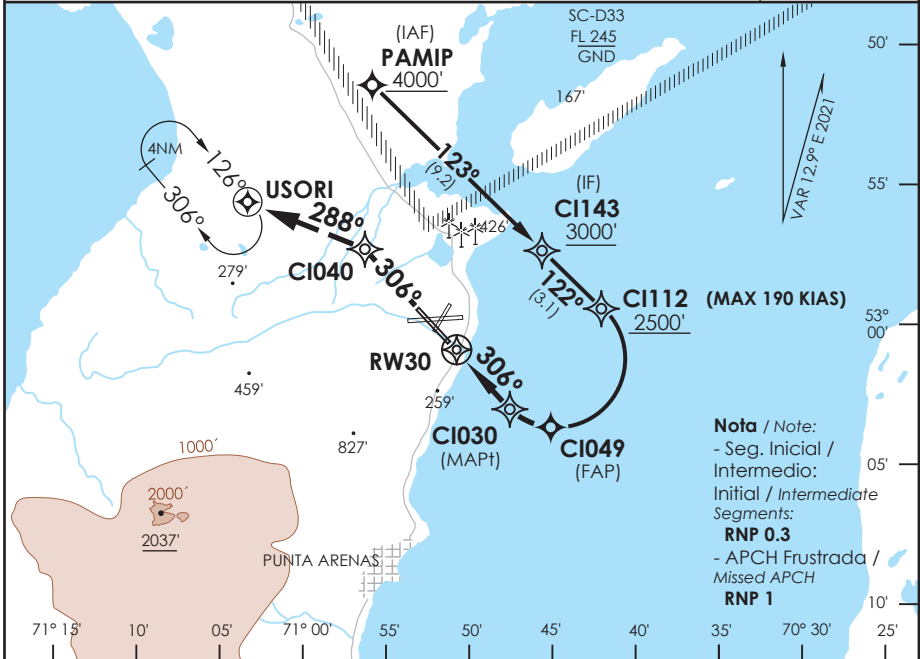 SC-D33
FL 245
GND
(IAF)
PAMIP
4000'
50'
167'
VAR 12.9° E 2021
4NM
126°
306°
USORI
288°
CI040
306°
279'
123°
(9.2)
(IF)
CI143
3000'
426'
55'
122°
(3.1)
CI112
(MAX 190 KIAS)
2500'
53°
00'
RW30
306°
459'
259'
827'
CI030
(MAPt)
CI049
(FAP)
1000´
2000´
2037'
PUNTA ARENAS
Nota / Note:
- Seg. Inicial /
Intermedio:
Initial / Intermediate
Segments:
RNP 0.3
- APCH Frustrada /
Missed APCH
RNP 1
05'
10'
71° 15'
10'
05'
71° 00'
55'
50'
45'
40'
35'
70° 30'
25'